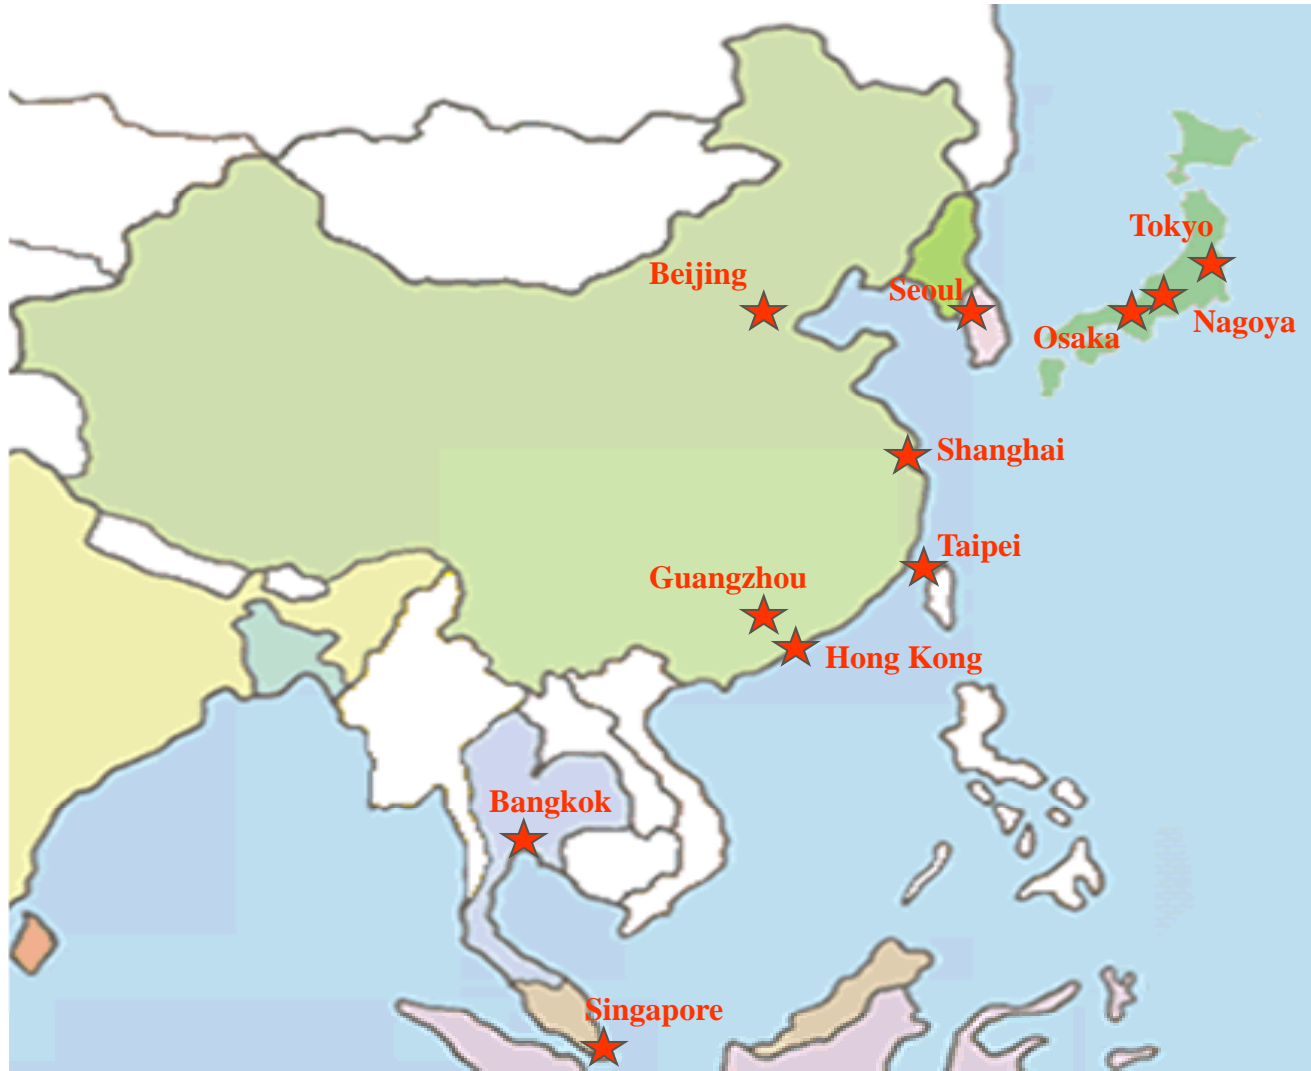 Tokyo
Beijing
Seoul
Nagoya
Osaka
Shanghai
Taipei
Guangzhou
Hong Kong
Bangkok
Singapore